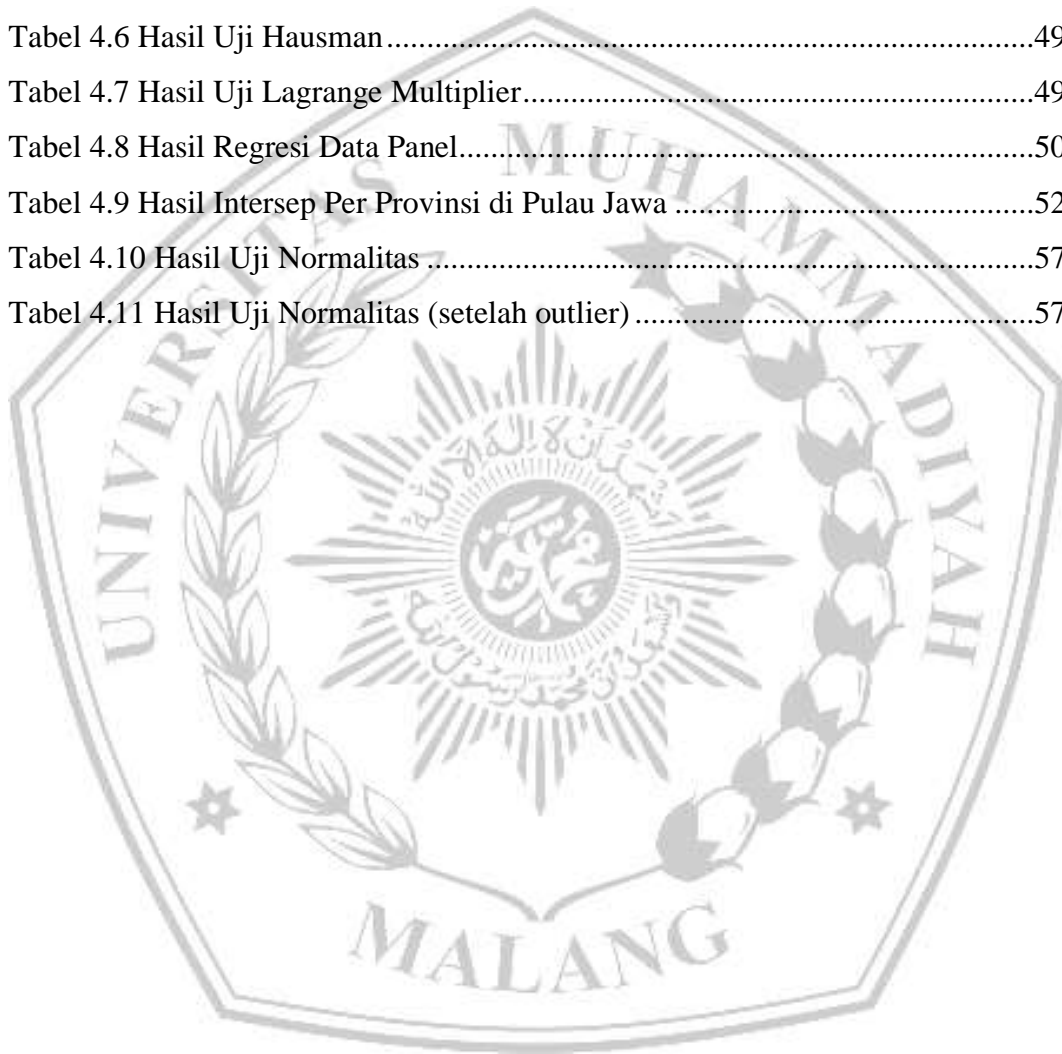 Tabel 4.6 Hasil Uji Hausman................................................................................49
Tabel 4.7 Hasil Uji Lagrange Multiplier...............................................................49
Tabel 4.8 Hasil Regresi Data Panel.......................................................................50
Tabel 4.9 Hasil Intersep Per Provinsi di Pulau Jawa ............................................52
Tabel 4.10 Hasil Uji Normalitas ...........................................................................57
Tabel 4.11 Hasil Uji Normalitas (setelah outlier) .................................................57
UNIVERSITAS MUHAMMADIYAH
MALANG